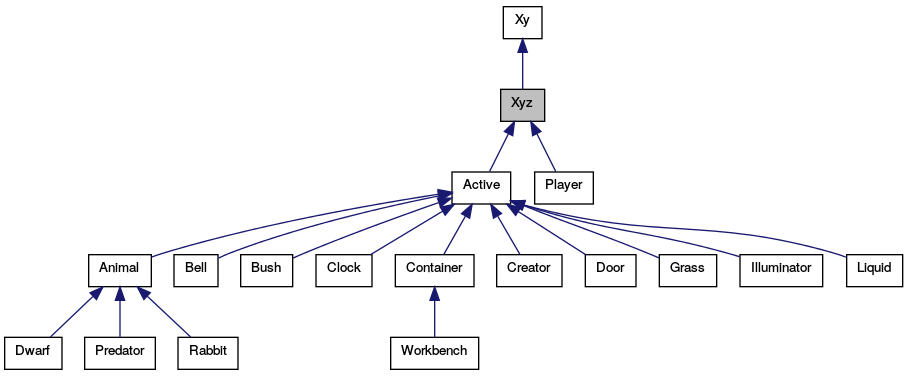 Xy
Xyz
Active
Player
Animal
Bell
Bush
Clock
Container
Creator
Door
Grass
Illuminator
Liquid
Dwarf
Predator
Rabbit
Workbench